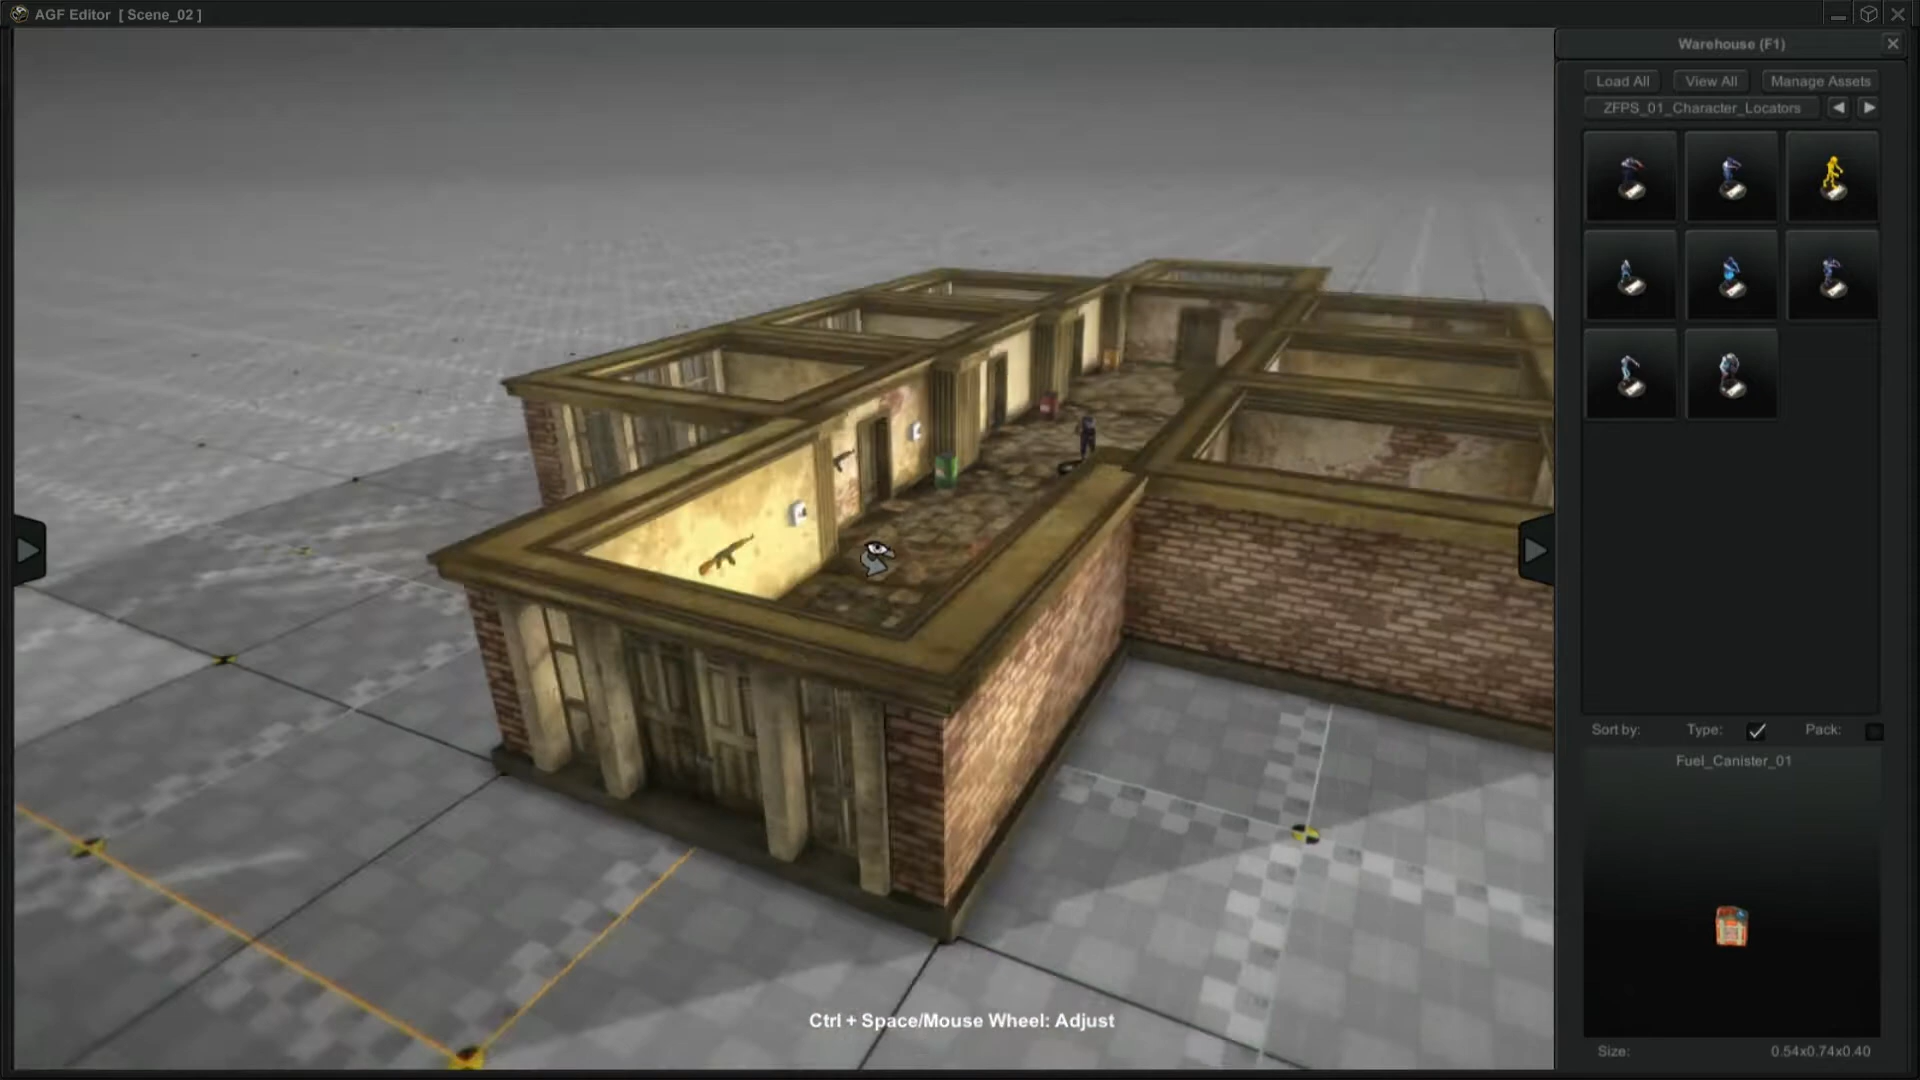 AGF Editor [ Scene_02 ]
Warehouse (F1)
Load All View All Manage Assets
ZFPS_01_Character_Locators
Sort by: Type: Pack:
Fuel_Canister_01
Ctrl + Space/Mouse Wheel: Adjust
Size: 0.54x0.74x0.40